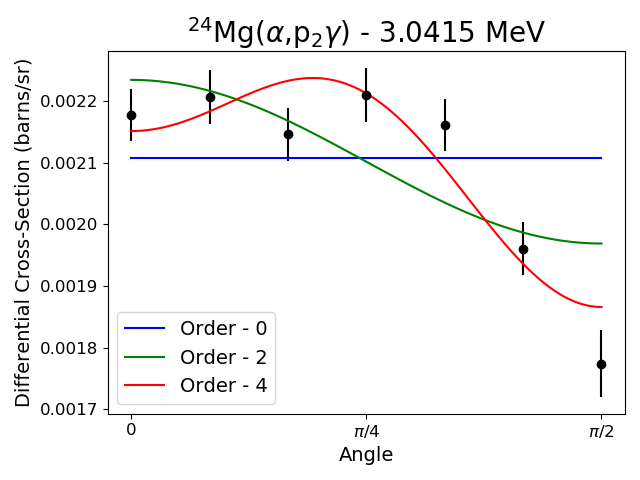 ²⁴Mg(α,p₂γ) - 3.0415 MeV
Differential Cross-Section (barns/sr)
0.0022
0.0021
0.0020
0.0019
0.0018
0.0017
Order - 0
Order - 2
Order - 4
0
π/4
π/2
Angle